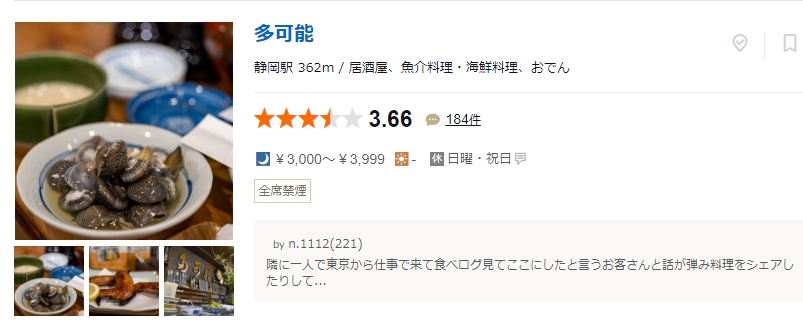 多可能
静岡駅 362m / 居酒屋、魚介料理・海鮮料理、おでん
3.66 184件
￥3,000～￥3,999 - 休 日曜・祝日
全席禁煙
by n.1112(221)
隣に一人で東京から仕事で来て食べログ見てここにしたと言うお客さんと話が弾み料理をシェアし
たりして...